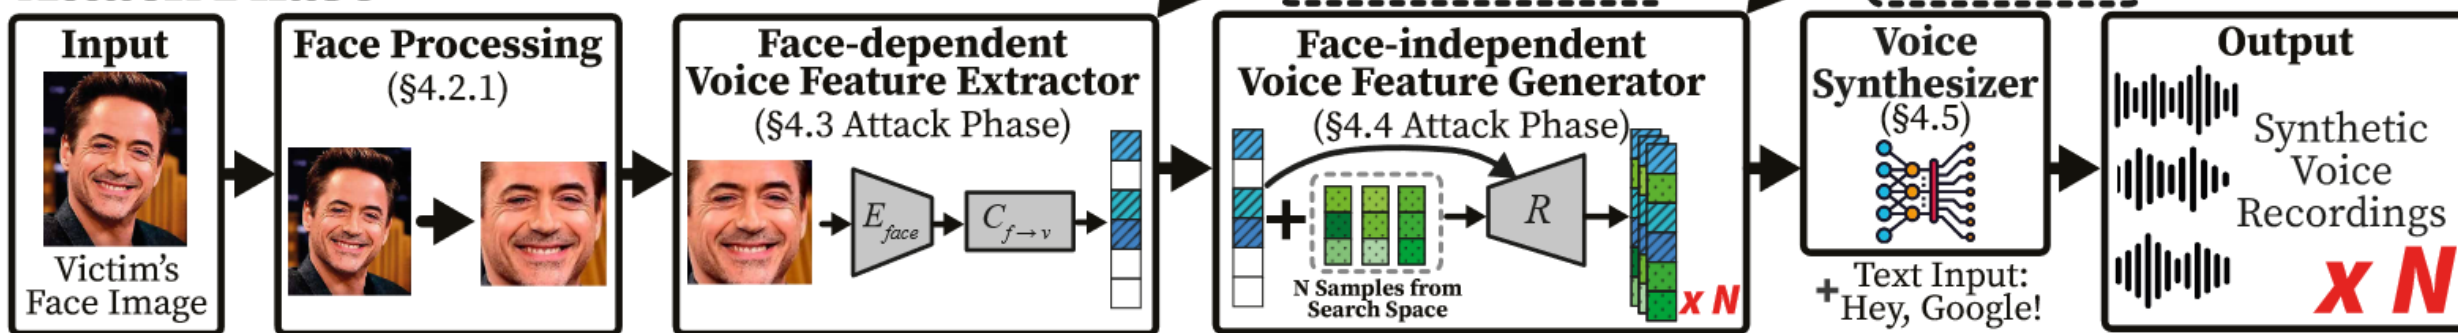 Input
Victim's
Face Image
Face Processing
(§4.2.1)
Face-dependent
Voice Feature Extractor
(§4.3 Attack Phase)
E face
C f→v
Face-independent
Voice Feature Generator
(§4.4 Attack Phase)
+
N Samples from
Search Space
R
x N
Voice
Synthesizer
(§4.5)
+ Text Input:
Hey, Google!
Output
Synthetic
Voice
Recordings
x N